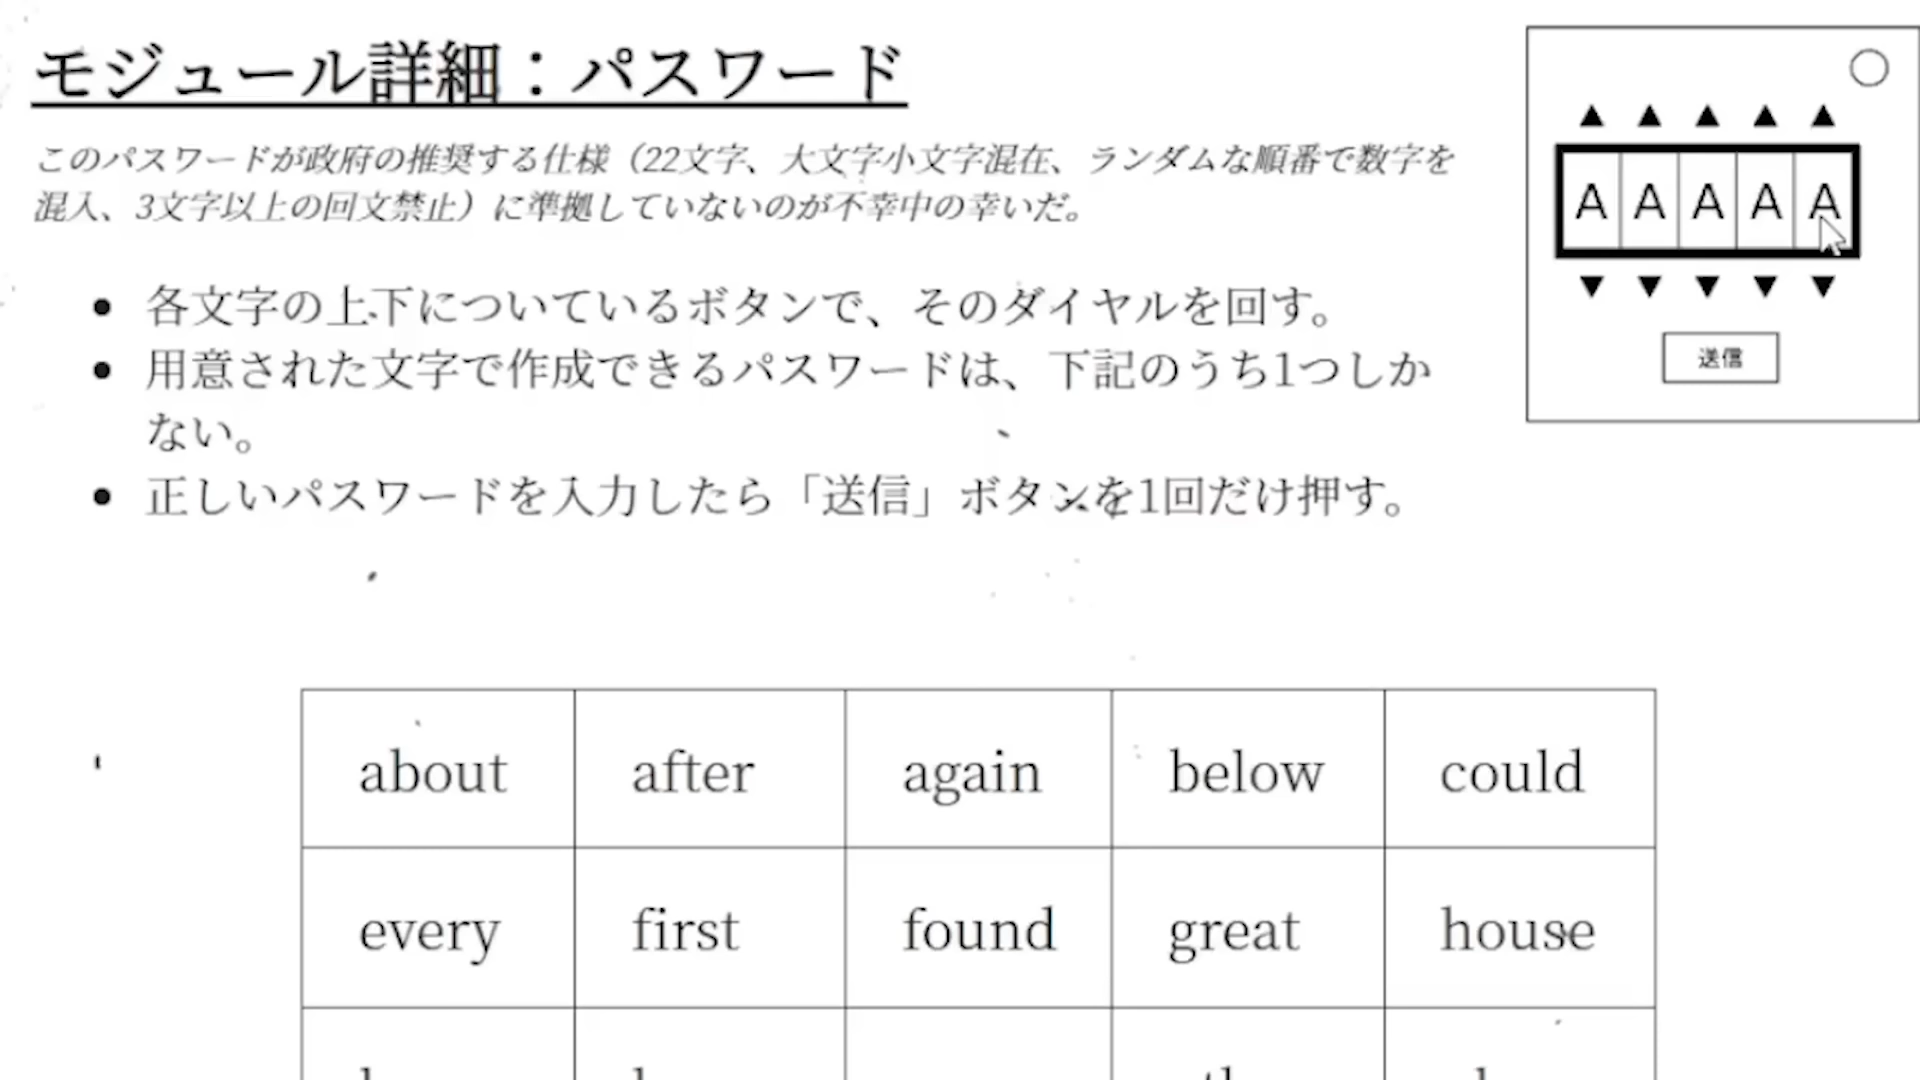 モジュール詳細：パスワード
このパスワードが政府の推奨する仕様（22文字、大文字小文字混在、ランダムな順番で数字を
混入、3文字以上の回文禁止）に準拠していないのが不幸中の幸いだ。
A A A A A
送信
各文字の上下についているボタンで、そのダイヤルを回す。
用意された文字で作成できるパスワードは、下記のうち1つしか
ない。
正しいパスワードを入力したら「送信」ボタンを1回だけ押す。
about after again below could
every first found great house